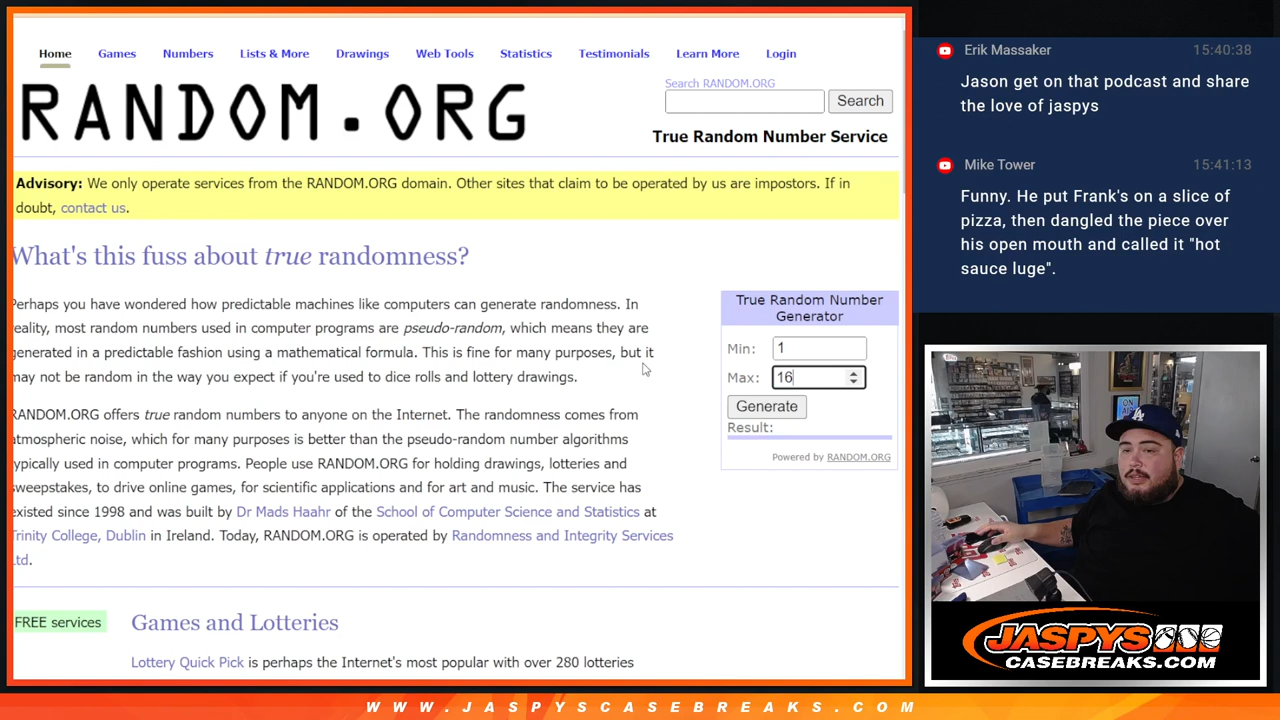 Home Games Numbers Lists & More Drawings Web Tools Statistics Testimonials Learn More Login
RANDOM.ORG
Search RANDOM.ORG
Search
True Random Number Service
Advisory: We only operate services from the RANDOM.ORG domain. Other sites that claim to be operated by us are impostors. If in
doubt, contact us.
What's this fuss about true randomness?
Perhaps you have wondered how predictable machines like computers can generate randomness. In
reality, most random numbers used in computer programs are pseudo-random, which means they are
generated in a predictable fashion using a mathematical formula. This is fine for many purposes, but it
may not be random in the way you expect if you're used to dice rolls and lottery drawings.
RANDOM.ORG offers true random numbers to anyone on the Internet. The randomness comes from
atmospheric noise, which for many purposes is better than the pseudo-random number algorithms
typically used in computer programs. People use RANDOM.ORG for holding drawings, lotteries and
sweepstakes, to drive online games, for scientific applications and for art and music. The service has
existed since 1998 and was built by Dr Mads Haahr of the School of Computer Science and Statistics at
Trinity College, Dublin in Ireland. Today, RANDOM.ORG is operated by Randomness and Integrity Services
Ltd.
True Random Number
Generator
Min: 1
Max: 16
Generate
Result:
Powered by RANDOM.ORG
FREE services
Games and Lotteries
Lottery Quick Pick is perhaps the Internet's most popular with over 280 lotteries
Erik Massaker 15:40:38
Jason get on that podcast and share
the love of jaspys
Mike Tower 15:41:13
Funny. He put Frank's on a slice of
pizza, then dangled the piece over
his open mouth and called it "hot
sauce luge".
ON AIR
JASPYS
CASEBREAKS.COM
WWW.JASPYSCASEBREAKS.COM